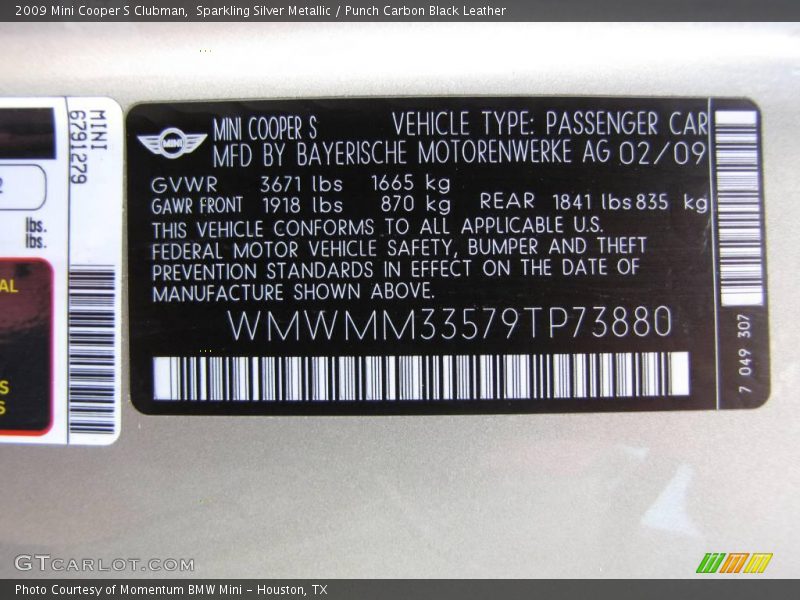 2009 Mini Cooper S Clubman,  Sparkling Silver Metallic / Punch Carbon Black Leather
MINI
6791279
2
lbs.
lbs.
AL
S
S
MINI
MINI COOPER S VEHICLE TYPE: PASSENGER CAR
MFD BY BAYERISCHE MOTORENWERKE AG 02/09
GVWR 3671 lbs 1665 kg
GAWR FRONT 1918 lbs 870 kg REAR 1841 lbs 835 kg
THIS VEHICLE CONFORMS TO ALL APPLICABLE U.S.
FEDERAL MOTOR VEHICLE SAFETY, BUMPER AND THEFT
PREVENTION STANDARDS IN EFFECT ON THE DATE OF
MANUFACTURE SHOWN ABOVE.
WMWMM33579TP73880
7 049 307
GTCARLOT.COM
Photo Courtesy of Momentum BMW Mini - Houston, TX